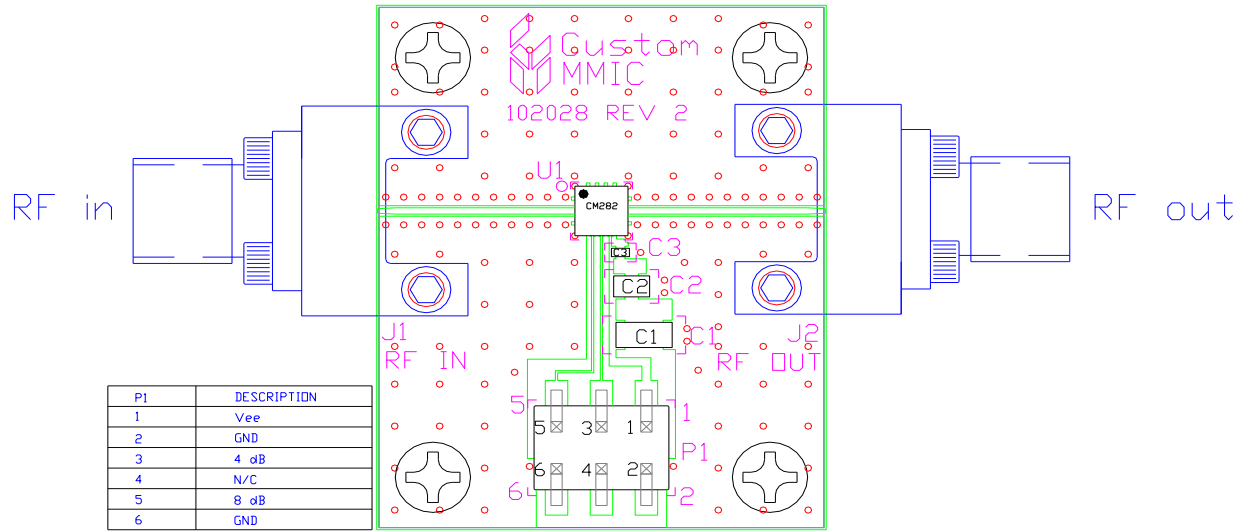 Custom
MMIC
102028 REV 2
U1
CM282
RF in
RF out
C3
C3
C2
C2
C1
C1
J1
RF IN
J2
RF OUT
P1 DESCRIPTION
1 Vee
2 GND
3 4 dB
4 N/C
5 8 dB
6 GND
5
1
5 3 1
P1
6 4 2
6
2